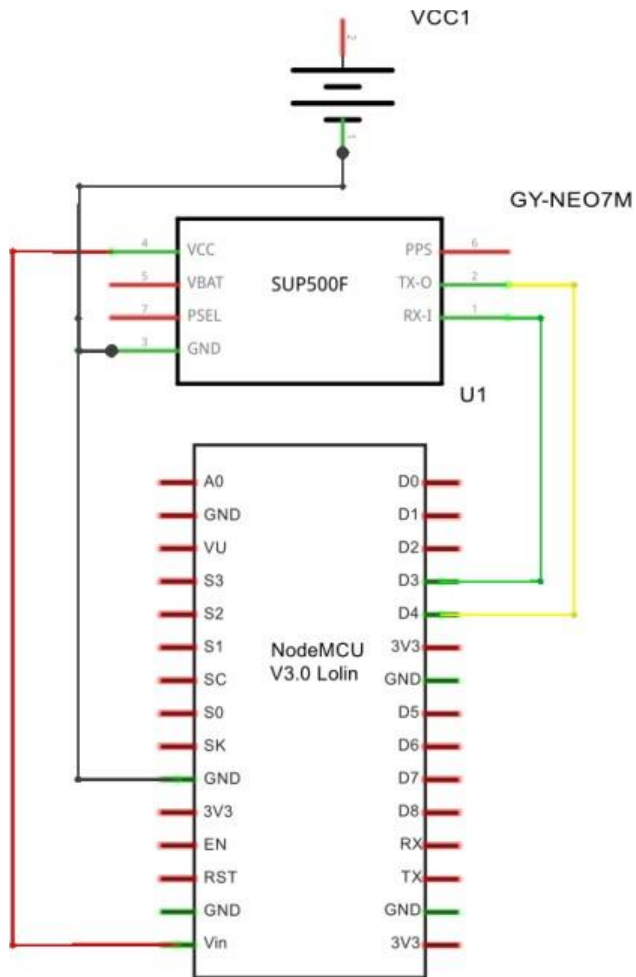 VCC1
2
1
GY-NEO7M
4 VCC
PPS 6
5 VBAT
SUP500F
TX-O 2
7 PSEL
RX-I 1
3 GND
U1
A0 D0
GND D1
VU D2
S3 D3
S2 D4
S1 3V3
NodeMCU
V3.0 Lolin
SC GND
S0 D5
SK D6
GND D7
3V3 D8
EN RX
RST TX
GND GND
Vin 3V3